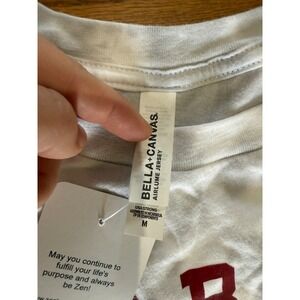 BELLA+CANVAS.
AIRLUME JERSEY
M
May you continue to
fulfill your life's
purpose and always
be Zen!